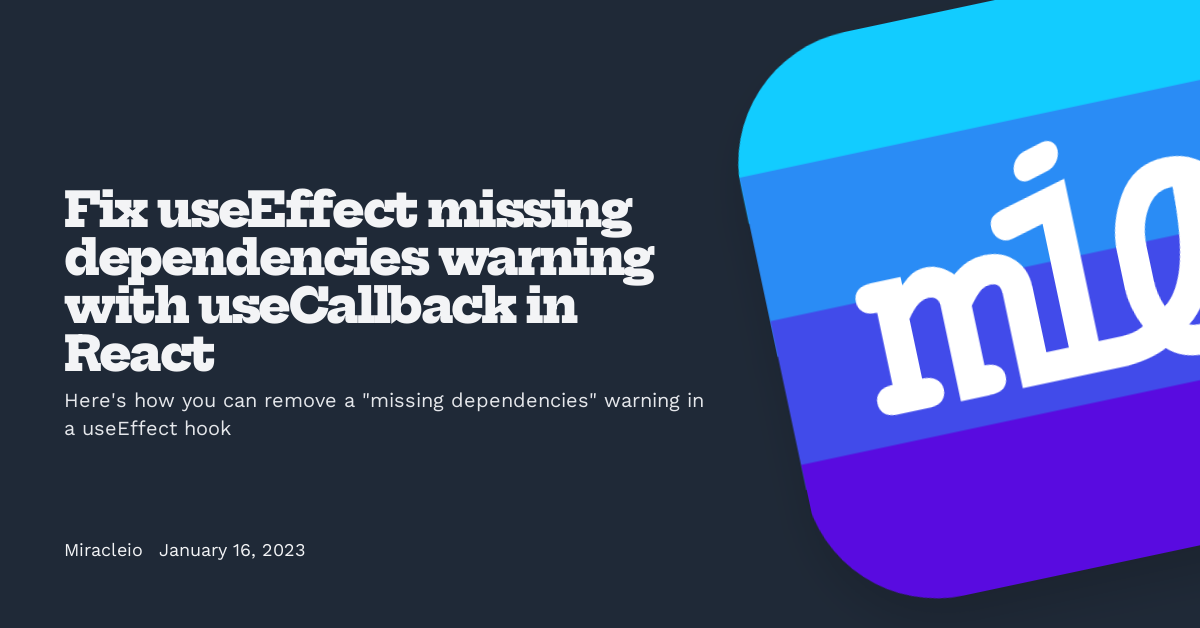 Fix useEffect missing
dependencies warning
with useCallback in
React
Here's how you can remove a "missing dependencies" warning in
a useEffect hook
Miracleio January 16, 2023